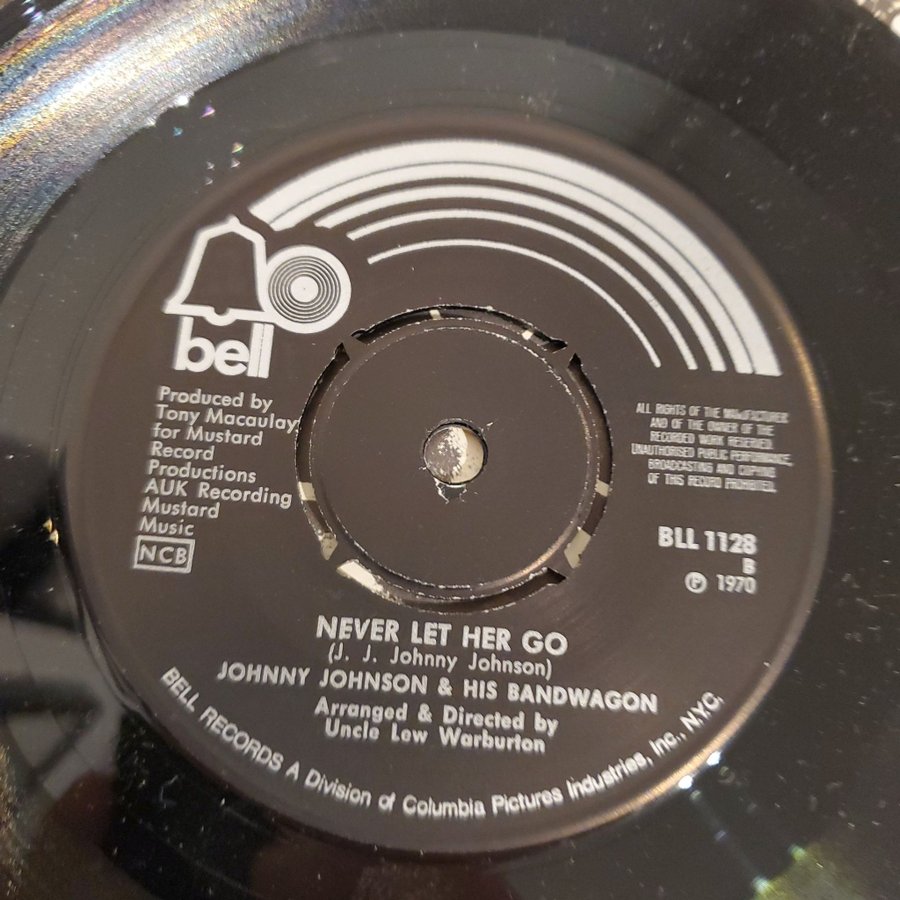 bell
Produced by
Tony Macaulay
for Mustard
Record
Productions
AUK Recording
Mustard
Music
NCB
ALL RIGHTS OF THE MANUFACTURER
AND OF THE OWNER OF THE
RECORDED WORK RESERVED.
UNAUTHORISED PUBLIC PERFORMANCE,
BROADCASTING AND COPYING
OF THIS RECORD PROHIBITED.
BLL 1128
B
℗ 1970
NEVER LET HER GO
(J. J. Johnny Johnson)
JOHNNY JOHNSON & HIS BANDWAGON
Arranged & Directed by
Uncle Lew Warburton
BELL RECORDS A Division of Columbia Pictures Industries, Inc., N.Y.C.